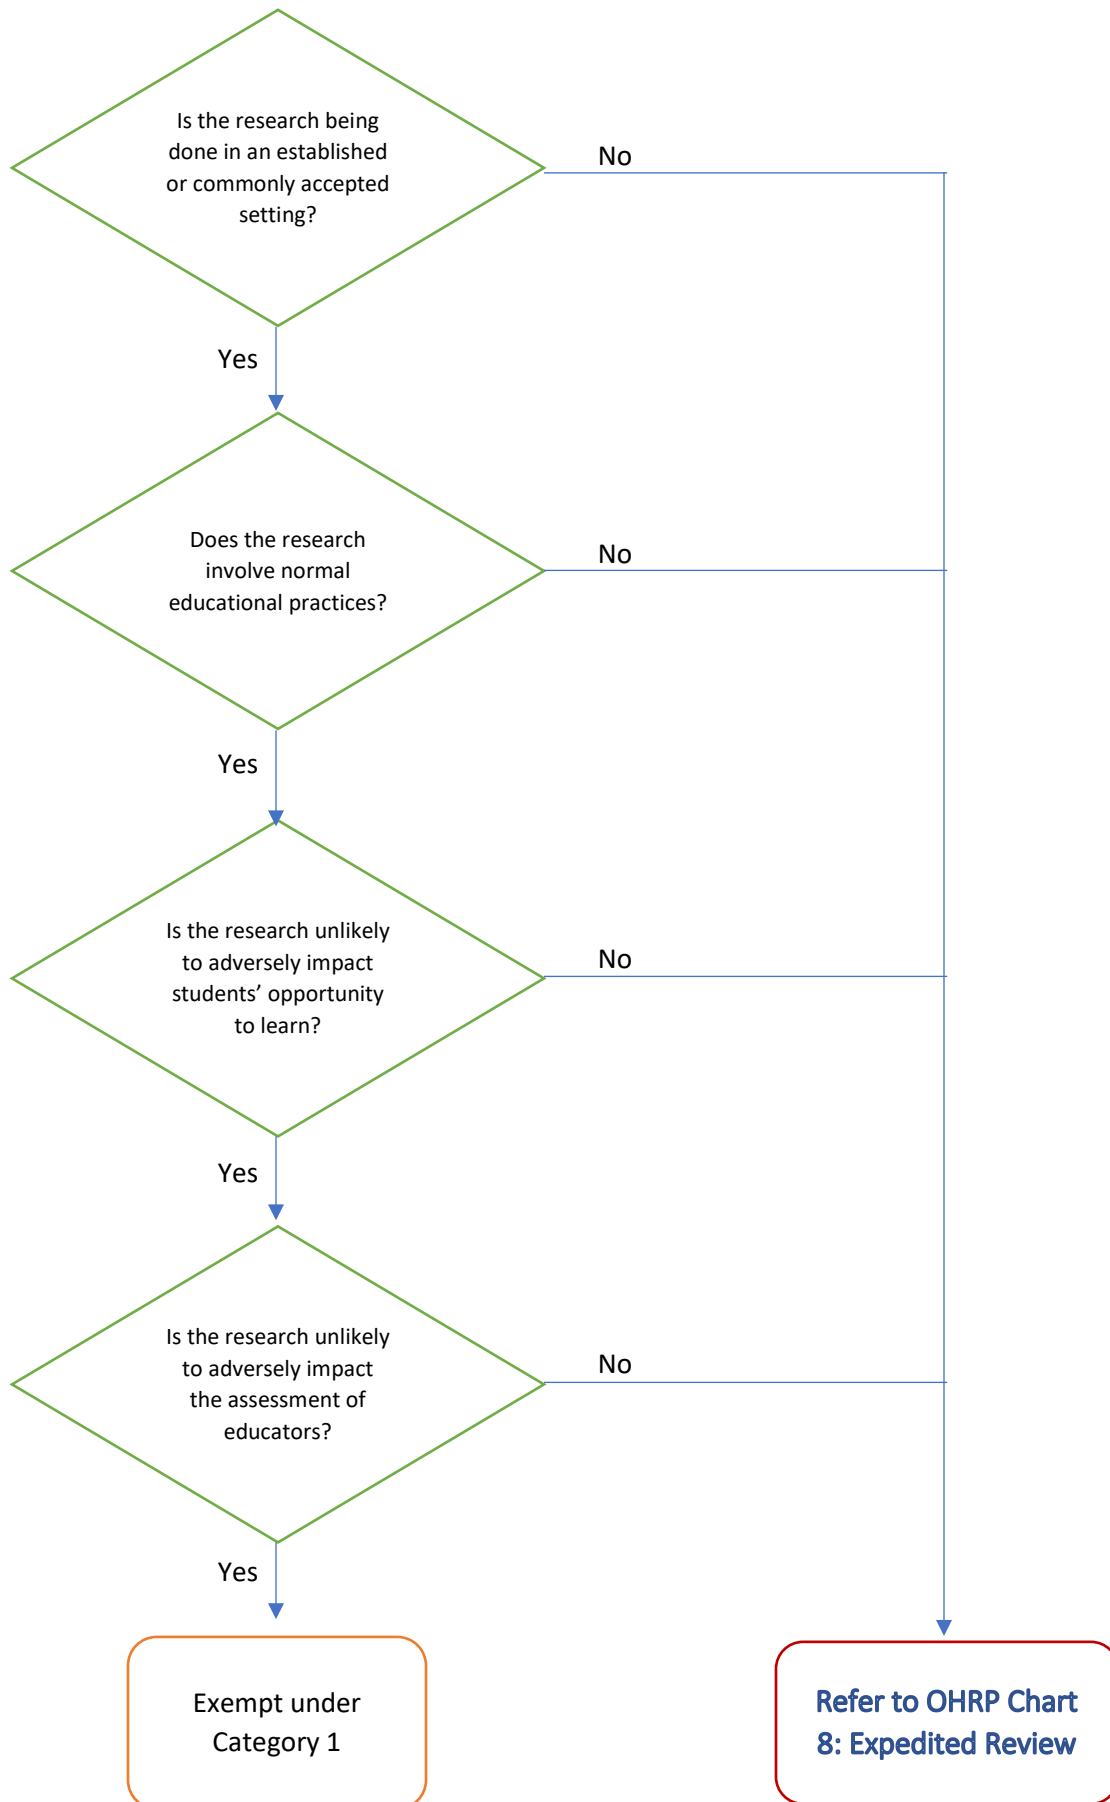 Is the research being
done in an established
or commonly accepted
setting?
No
Yes
Does the research
involve normal
educational practices?
No
Yes
Is the research unlikely
to adversely impact
students’ opportunity
to learn?
No
Yes
Is the research unlikely
to adversely impact
the assessment of
educators?
No
Yes
Exempt under
Category 1
Refer to OHRP Chart
8: Expedited Review